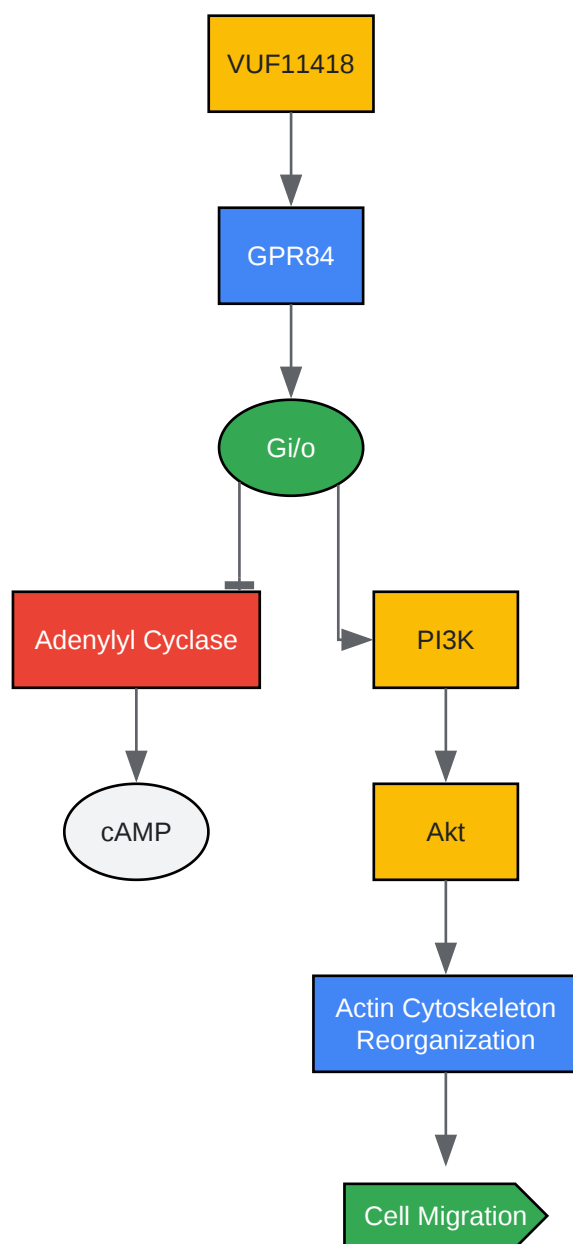 VUF11418
GPR84
Gi/o
Adenylyl Cyclase
PI3K
cAMP
Akt
Actin Cytoskeleton
Reorganization
Cell Migration